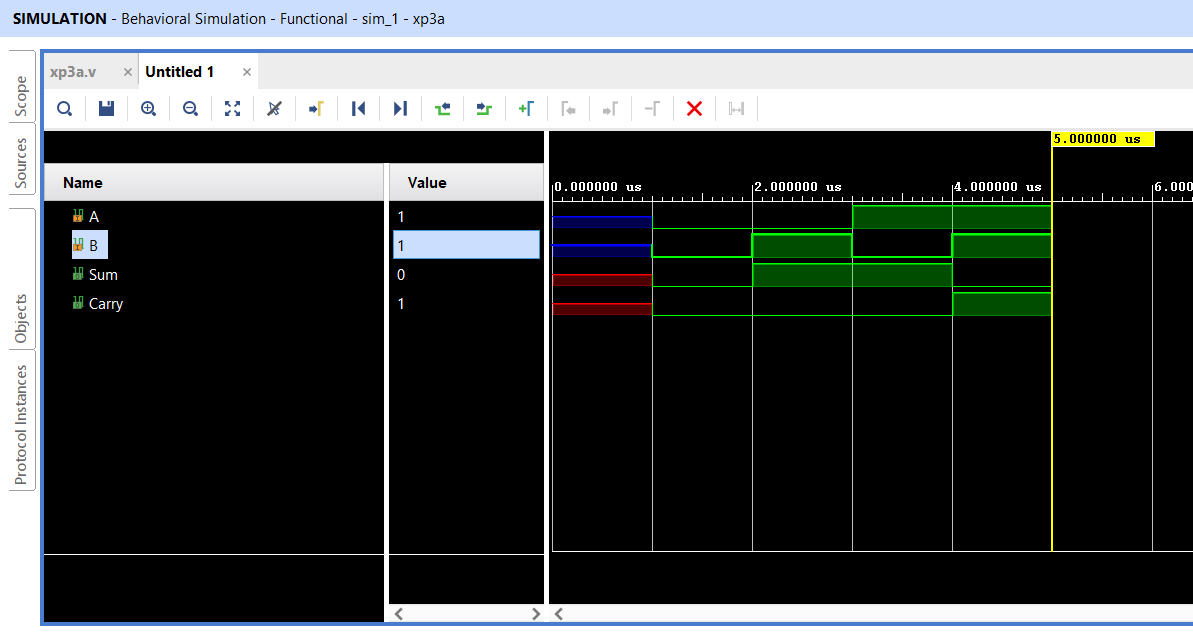 SIMULATION - Behavioral Simulation - Functional - sim_1 - xp3a
Scope
Sources
Objects
Protocol Instances
xp3a.v × Untitled 1 ×
5.000000 us
0.000000 us 2.000000 us 4.000000 us 6.000
Name Value
A 1
B 1
Sum 0
Carry 1